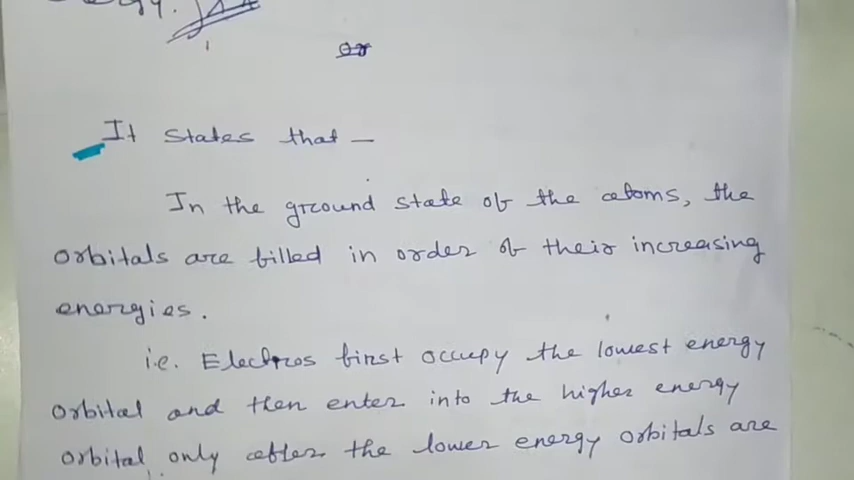 Or
It states that —
In the ground state of the atoms, the
orbitals are filled in order of their increasing
energies.
i.e. Electros first occupy the lowest energy
orbital and then enter into the higher energy
orbital only after the lower energy orbitals are